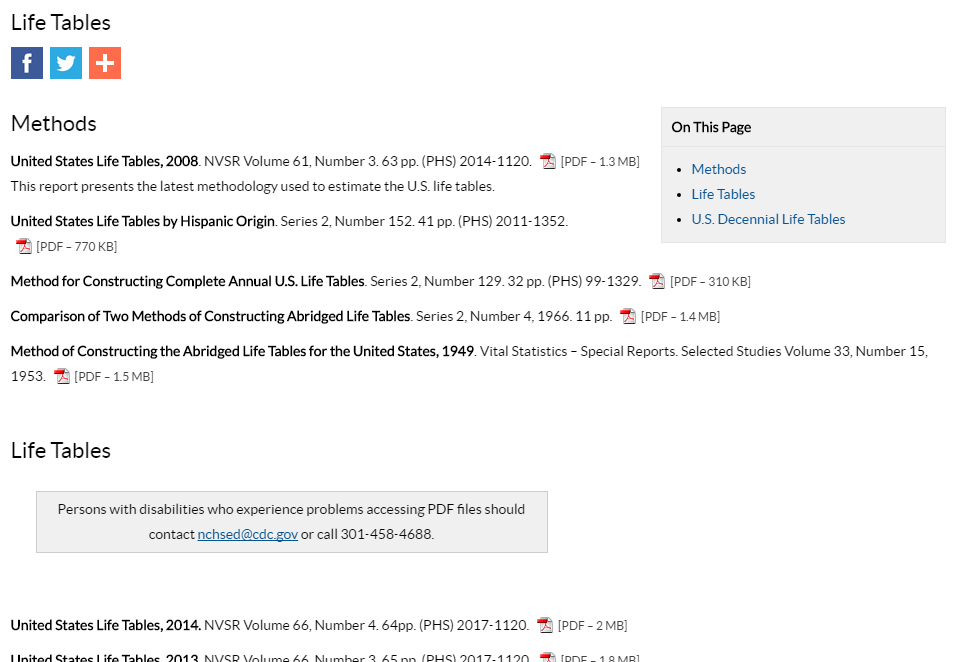 Life Tables
Methods
United States Life Tables, 2008. NVSR Volume 61, Number 3. 63 pp. (PHS) 2014-1120. [PDF – 1.3 MB]
This report presents the latest methodology used to estimate the U.S. life tables.
United States Life Tables by Hispanic Origin. Series 2, Number 152. 41 pp. (PHS) 2011-1352.
[PDF – 770 KB]
On This Page
• Methods
• Life Tables
• U.S. Decennial Life Tables
Method for Constructing Complete Annual U.S. Life Tables. Series 2, Number 129. 32 pp. (PHS) 99-1329. [PDF – 310 KB]
Comparison of Two Methods of Constructing Abridged Life Tables. Series 2, Number 4, 1966. 11 pp. [PDF – 1.4 MB]
Method of Constructing the Abridged Life Tables for the United States, 1949. Vital Statistics – Special Reports. Selected Studies Volume 33, Number 15,
1953. [PDF – 1.5 MB]
Life Tables
Persons with disabilities who experience problems accessing PDF files should
contact nchsed@cdc.gov or call 301-458-4688.
United States Life Tables, 2014. NVSR Volume 66, Number 4. 64pp. (PHS) 2017-1120. [PDF – 2 MB]
United States Life Tables, 2013. NVSR Volume 66, Number 3. 65 pp. (PHS) 2017-1120. [PDF – 1.8 MB]